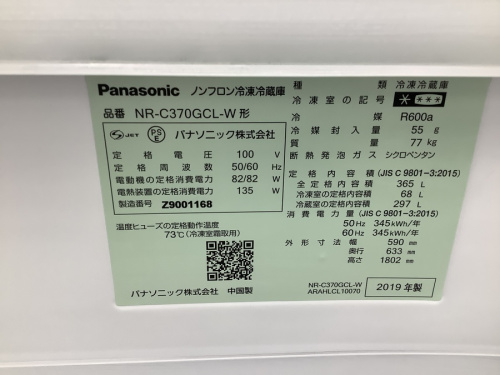 Panasonic ノンフロン冷凍冷蔵庫
品番 NR-C370GCL-W 形
JET PSE パナソニック株式会社
定格電圧 100 V
定格周波数 50/60 Hz
電動機の定格消費電力 82/82 W
電熱装置の定格消費電力 135 W
製造番号 Z9001168
温度ヒューズの定格動作温度
73℃(冷凍室霜取用)
パナソニック株式会社 中国製
種類 冷凍冷蔵庫
冷凍室の記号 * ***
冷媒 R600a
冷媒封入量 55 g
質量 77 kg
断熱発泡ガス シクロペンタン
定格内容積 (JIS C 9801-3:2015)
全定格内容積 365 L
冷凍室の定格内容積 68 L
冷蔵室の定格内容積 297 L
消費電力量 (JIS C 9801-3:2015)
50 Hz 345 kWh/年
60 Hz 345 kWh/年
外形寸法 幅 590 mm
奥行 633 mm
高さ 1802 mm
NR-C370GCL-W
ARAHLCL10070
2019 年製